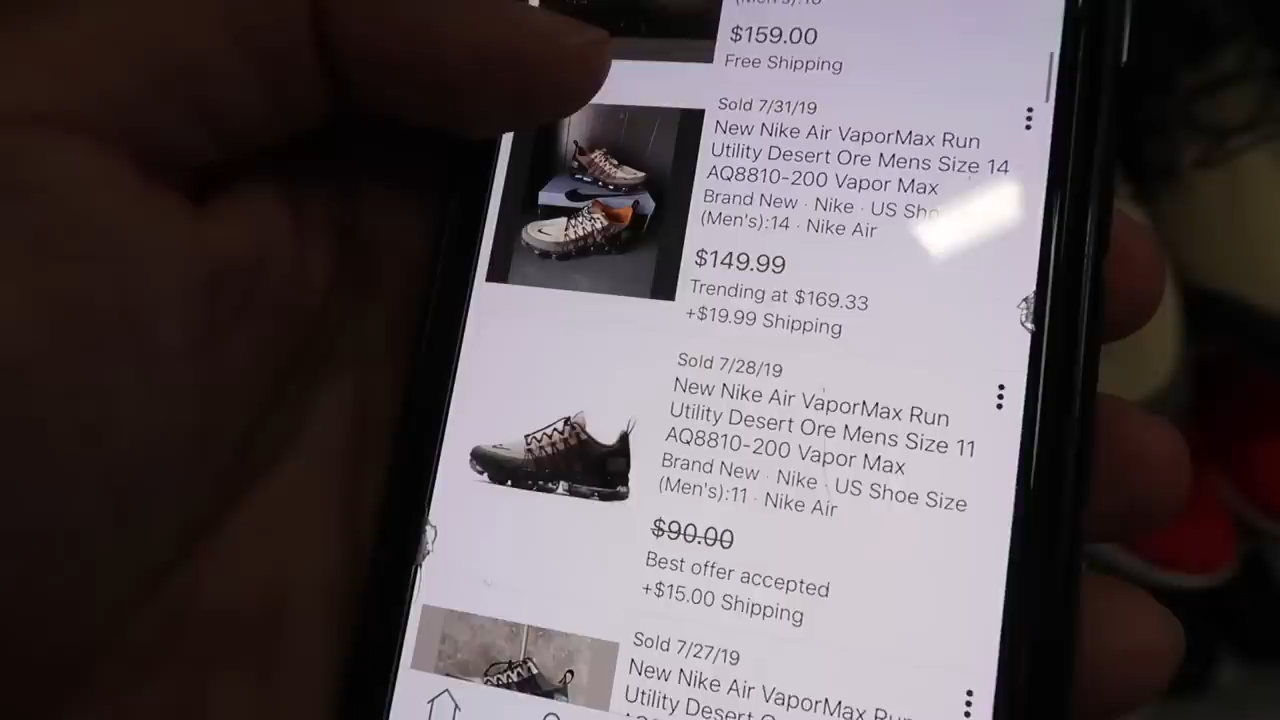 (Men's):10
$159.00
Free Shipping
Sold 7/31/19
New Nike Air VaporMax Run
Utility Desert Ore Mens Size 14
AQ8810-200 Vapor Max
Brand New · Nike · US
(Men's):14 · Nike Air
$149.99
Trending at $169.33
+$19.99 Shipping
Sold 7/28/19
New Nike Air VaporMax Run
Utility Desert Ore Mens Size 11
AQ8810-200 Vapor Max
Brand New · Nike · US Shoe Size
(Men's):11 · Nike Air
$90.00
Best offer accepted
+$15.00 Shipping
Sold 7/27/19
New Nike Air VaporMax Run
Utility Desert